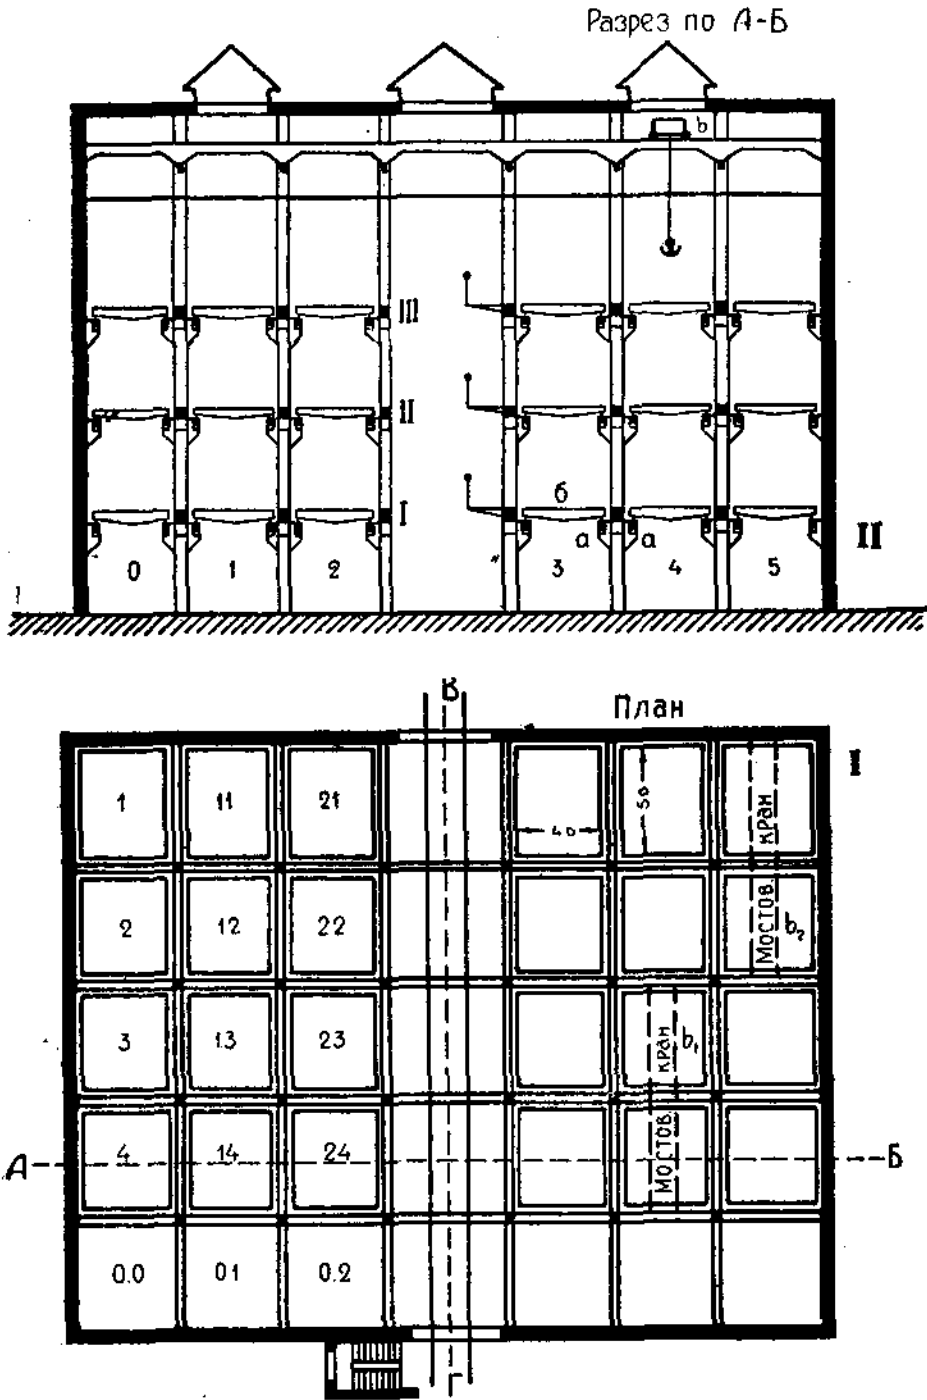 Разрез по А-Б
b
III
II
I
б
а а
0 1 2 3 4 5
II
В
План
I
1 11 21
50
40
кран
Мостов.
2 12 22
b₂
3 13 23
кран
b₁
Мостов.
А 4 14 24 Б
0.0 01 0.2
Г